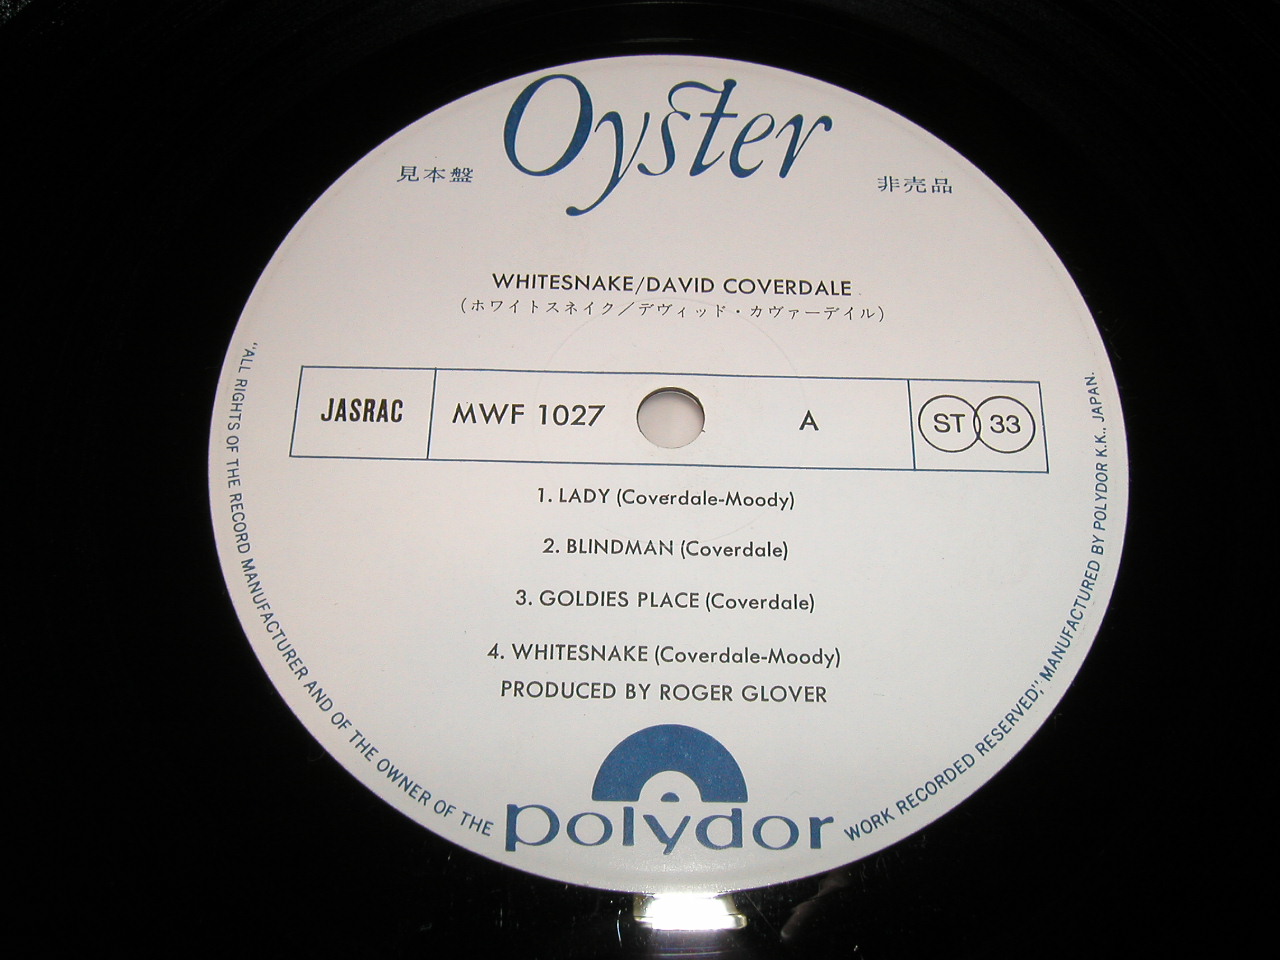 Oyster
見本盤
非売品
WHITESNAKE/DAVID COVERDALE
(ホワイトスネイク/デヴィッド・カヴァーデイル)
JASRAC
MWF 1027
A
ST 33
1. LADY (Coverdale-Moody)
2. BLINDMAN (Coverdale)
3. GOLDIES PLACE (Coverdale)
4. WHITESNAKE (Coverdale-Moody)
PRODUCED BY ROGER GLOVER
polydor
"ALL RIGHTS OF THE RECORD MANUFACTURER AND OF THE OWNER OF THE WORK RECORDED RESERVED," MANUFACTURED BY POLYDOR K.K., JAPAN.